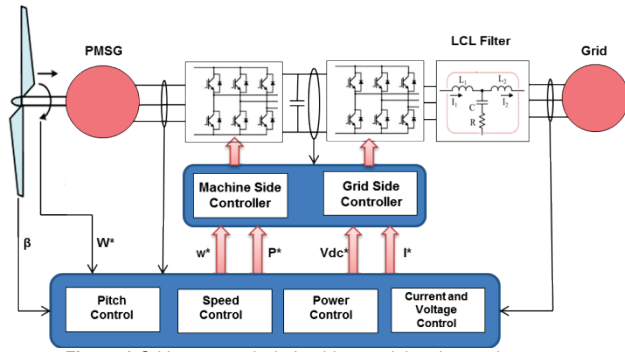 PMSG
LCL Filter
Grid
L₁
L₂
I₁
C
I₂
R
Machine Side
Controller
Grid Side
Controller
β
W*
w*
P*
Vdc*
I*
Pitch
Control
Speed
Control
Power
Control
Current and
Voltage
Control